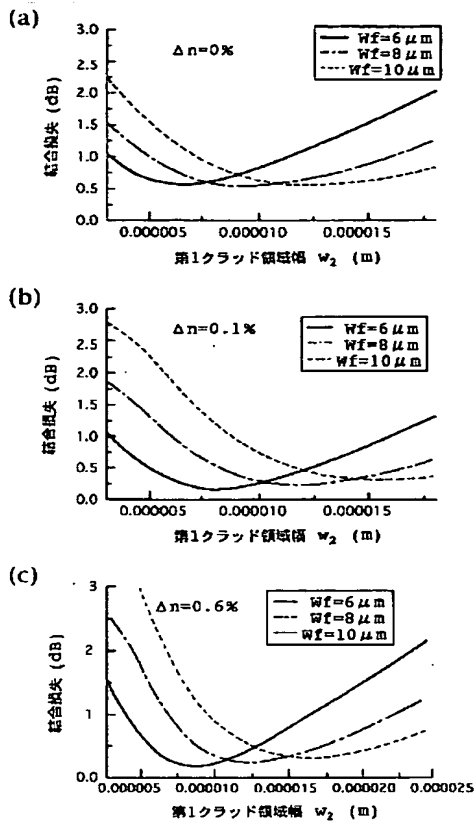 (a)
Δn=0%
Wf=6μm
Wf=8μm
Wf=10μm
結合損失 (dB)
3.0
2.5
2.0
1.5
1.0
0.5
0.0
0.000005 0.000010 0.000015
第1クラッド領域幅 w₂ (m)
(b)
Δn=0.1%
Wf=6μm
Wf=8μm
Wf=10μm
結合損失 (dB)
3.0
2.5
2.0
1.5
1.0
0.5
0.0
0.000005 0.000010 0.000015
第1クラッド領域幅 w₂ (m)
(c)
Δn=0.6%
Wf=6μm
Wf=8μm
Wf=10μm
結合損失 (dB)
3
2
1
0.0
0.000005 0.000010 0.000015 0.000020 0.000025
第1クラッド領域幅 w₂ (m)